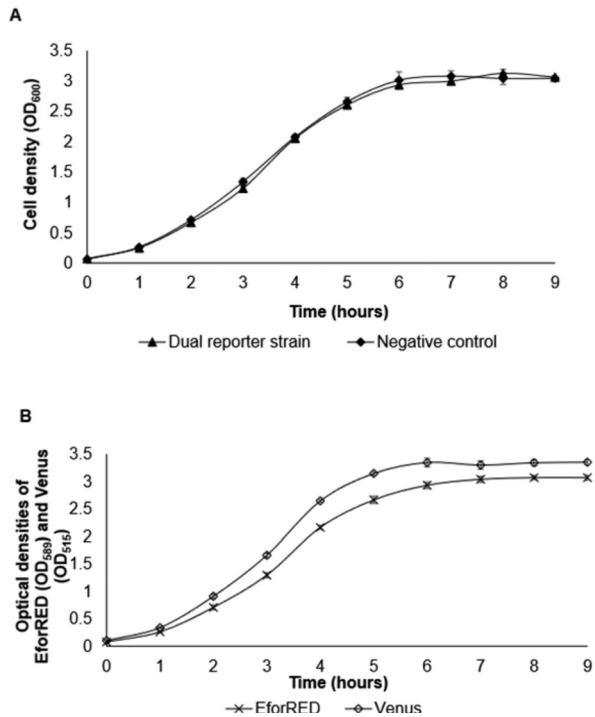 A
3.5
3
2.5
2
1.5
1
0.5
0
Cell density (OD600)
0 1 2 3 4 5 6 7 8 9
Time (hours)
Dual reporter strain Negative control
B
3.5
3
2.5
2
1.5
1
0.5
0
Optical densities of
EforRED (OD589) and Venus
(OD515)
0 1 2 3 4 5 6 7 8 9
Time (hours)
EforRED Venus